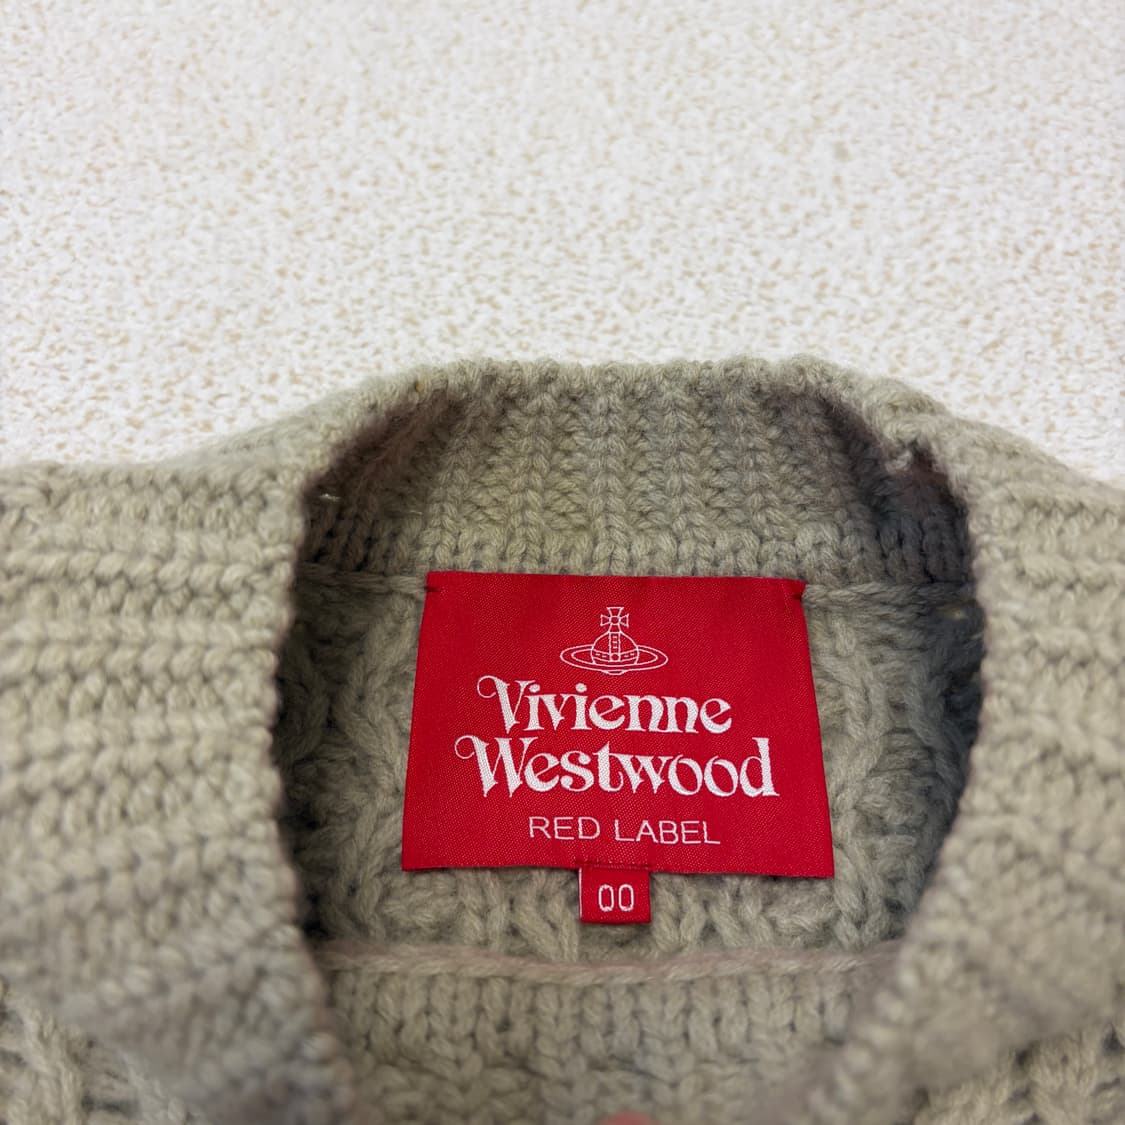 Vivienne
Westwood
RED LABEL
00